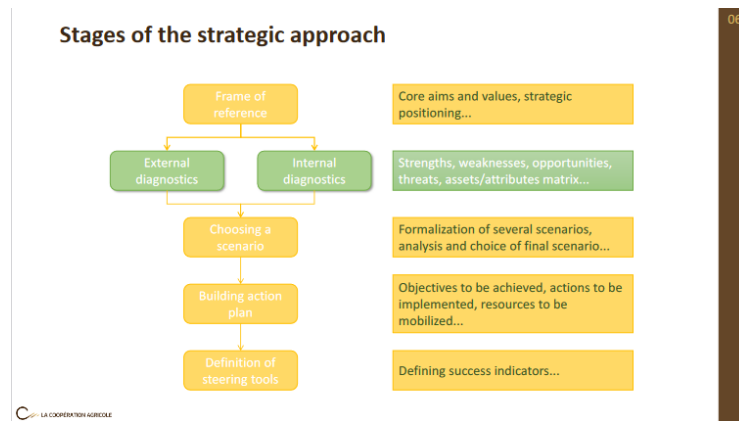 06
Stages of the strategic approach
Frame of
reference
Core aims and values, strategic
positioning...
External
diagnostics
Internal
diagnostics
Strengths, weaknesses, opportunities,
threats, assets/attributes matrix...
Choosing a
scenario
Formalization of several scenarios,
analysis and choice of final scenario...
Building action
plan
Objectives to be achieved, actions to be
implemented, resources to be
mobilized...
Definition of
steering tools
Defining success indicators...
LA COOPÉRATION AGRICOLE